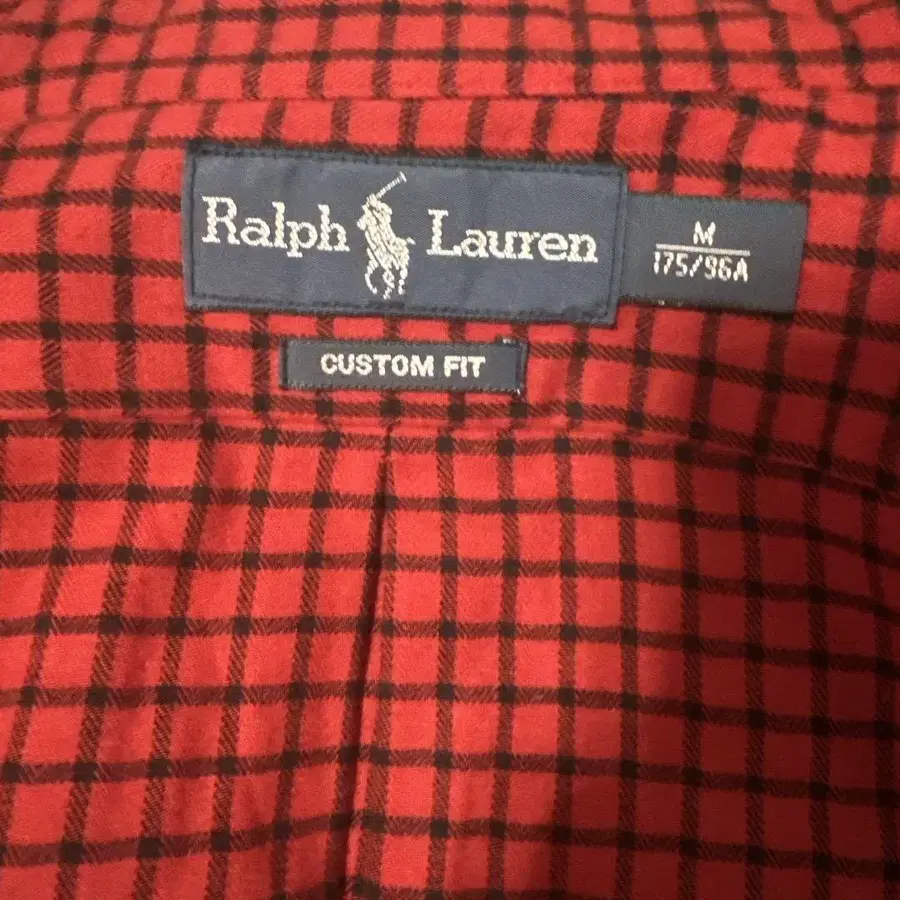 Ralph Lauren
M
175/96A
CUSTOM FIT